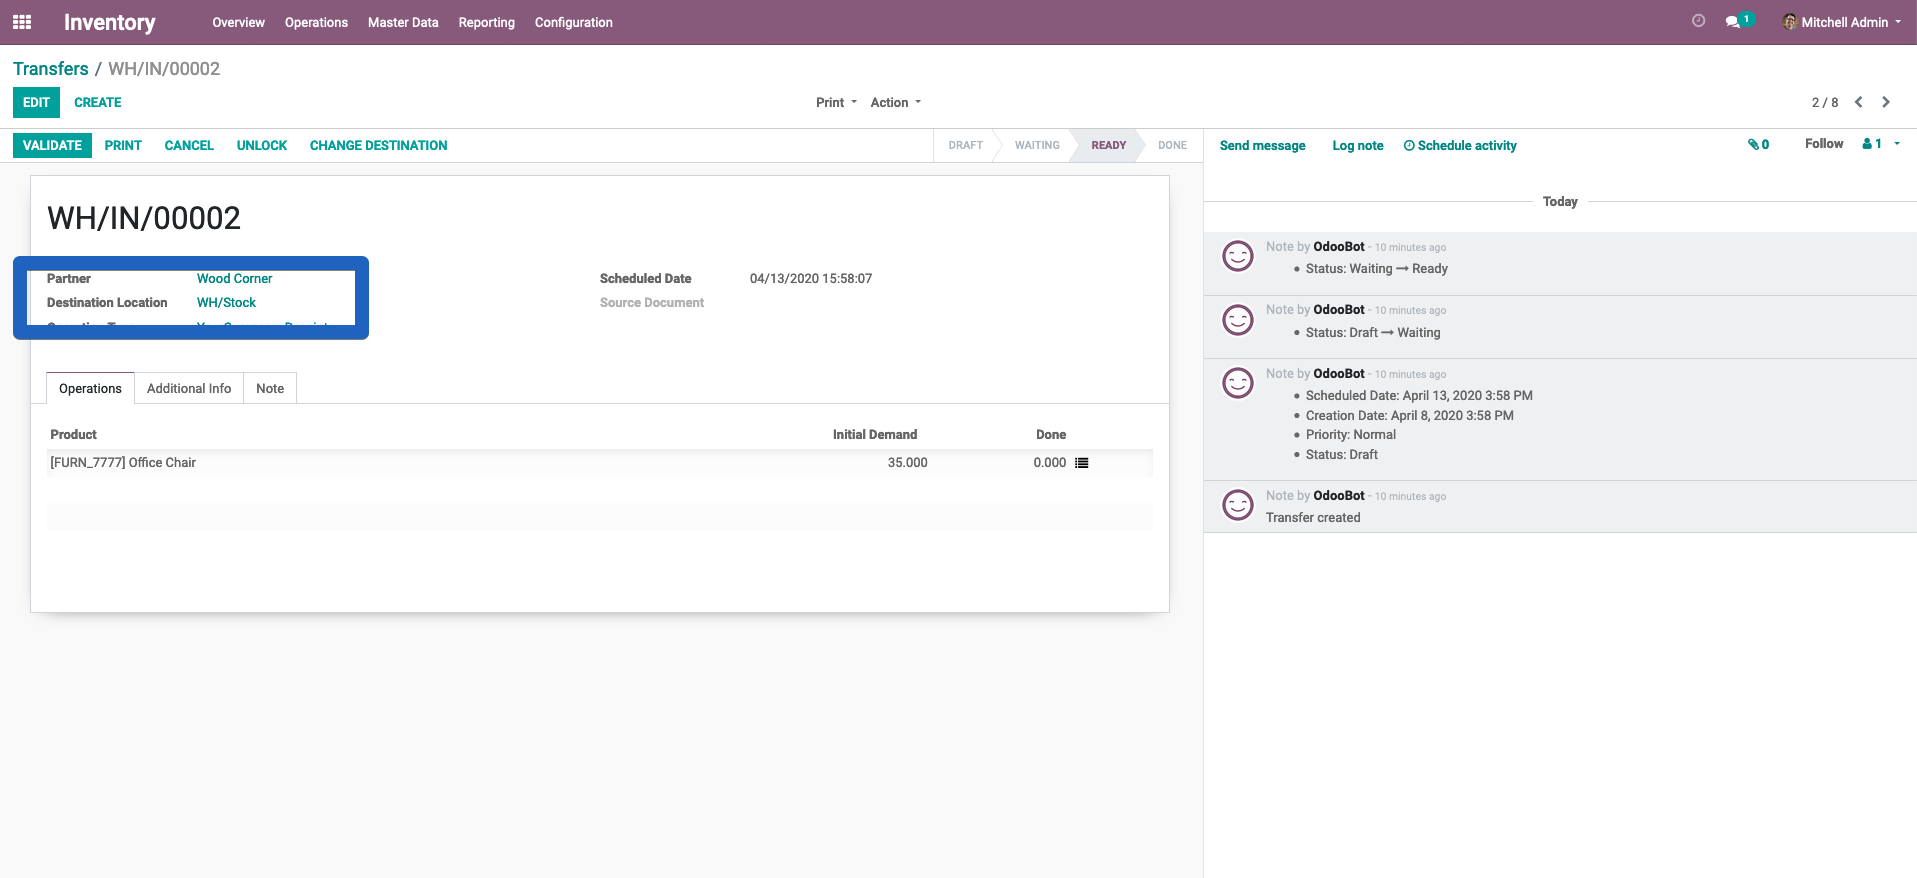 Inventory Overview Operations Master Data Reporting Configuration 1 Mitchell Admin
Transfers / WH/IN/00002
EDIT CREATE Print Action 2 / 8
VALIDATE PRINT CANCEL UNLOCK CHANGE DESTINATION DRAFT WAITING READY DONE
Send message Log note Schedule activity 0 Follow 1
WH/IN/00002
Partner Wood Corner
Destination Location WH/Stock
Scheduled Date 04/13/2020 15:58:07
Source Document
Operations Additional Info Note
Product Initial Demand Done
[FURN_7777] Office Chair 35.000 0.000
Today
Note by OdooBot - 10 minutes ago
• Status: Waiting → Ready
Note by OdooBot - 10 minutes ago
• Status: Draft → Waiting
Note by OdooBot - 10 minutes ago
• Scheduled Date: April 13, 2020 3:58 PM
• Creation Date: April 8, 2020 3:58 PM
• Priority: Normal
• Status: Draft
Note by OdooBot - 10 minutes ago
Transfer created